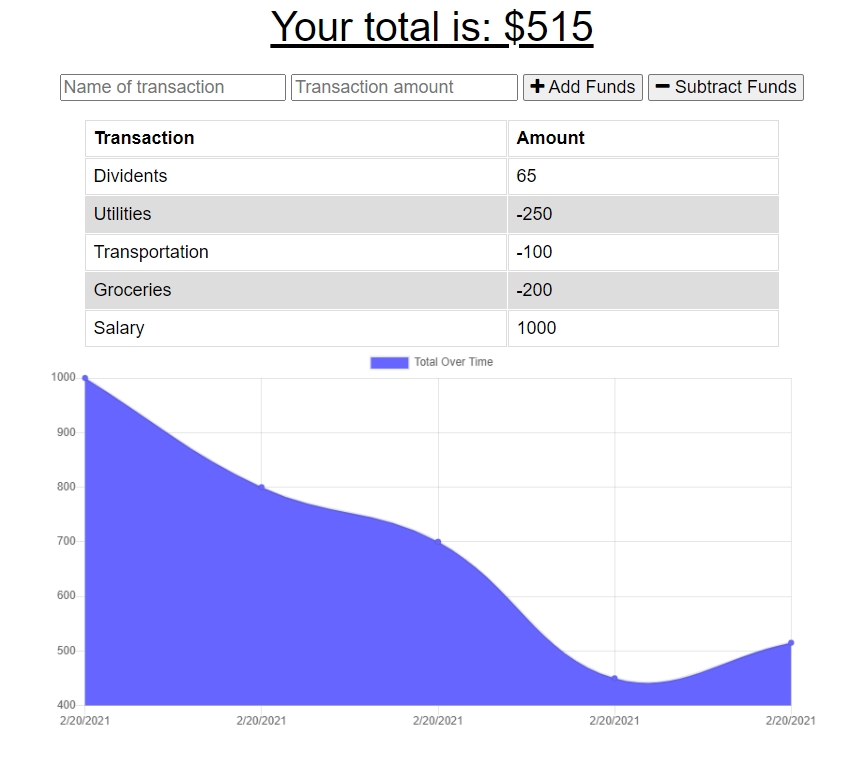 Your total is: $515
Name of transaction Transaction amount + Add Funds − Subtract Funds
Transaction Amount
Dividents 65
Utilities -250
Transportation -100
Groceries -200
Salary 1000
Total Over Time
1000
900
800
700
600
500
400
2/20/2021 2/20/2021 2/20/2021 2/20/2021 2/20/2021